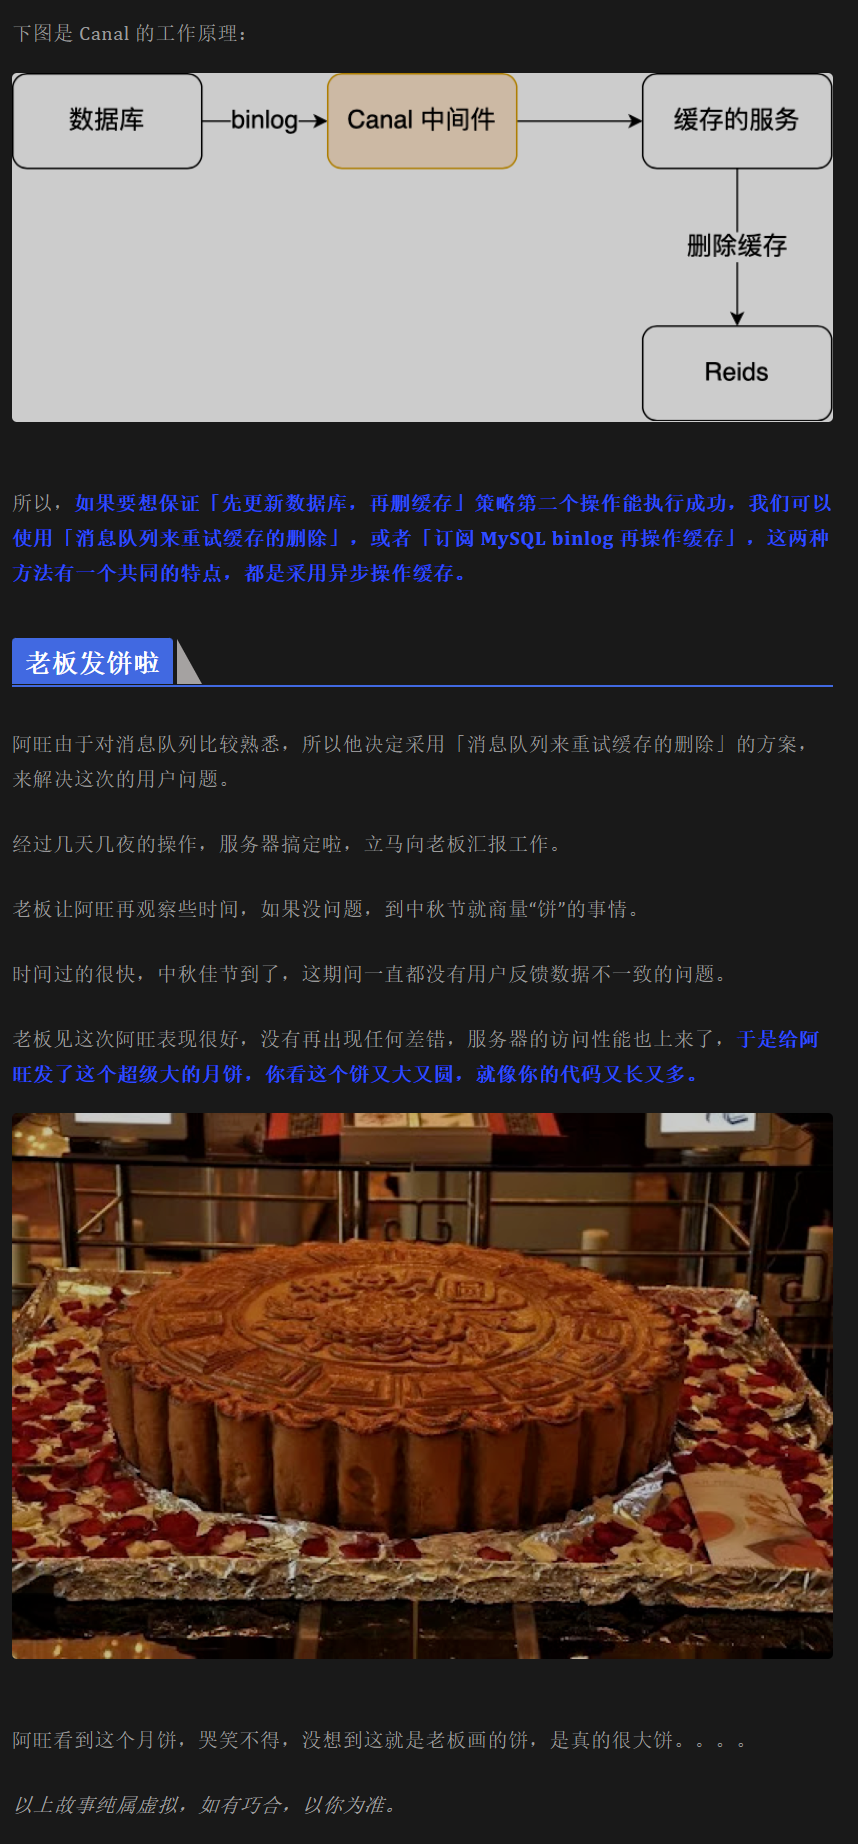 下图是 Canal 的工作原理：
数据库
binlog
Canal 中间件
缓存的服务
删除缓存
Reids
所以，如果要想保证「先更新数据库，再删缓存」策略第二个操作能执行成功，我们可以
使用「消息队列来重试缓存的删除」，或者「订阅 MySQL binlog 再操作缓存」，这两种
方法有一个共同的特点，都是采用异步操作缓存。
老板发饼啦
阿旺由于对消息队列比较熟悉，所以他决定采用「消息队列来重试缓存的删除」的方案，
来解决这次的用户问题。
经过几天几夜的操作，服务器搞定啦，立马向老板汇报工作。
老板让阿旺再观察些时间，如果没问题，到中秋节就商量“饼”的事情。
时间过的很快，中秋佳节到了，这期间一直都没有用户反馈数据不一致的问题。
老板见这次阿旺表现很好，没有再出现任何差错，服务器的访问性能也上来了，于是给阿
旺发了这个超级大的月饼，你看这个饼又大又圆，就像你的代码又长又多。
阿旺看到这个月饼，哭笑不得，没想到这就是老板画的饼，是真的很大饼。。。。
以上故事纯属虚拟，如有巧合，以你为准。